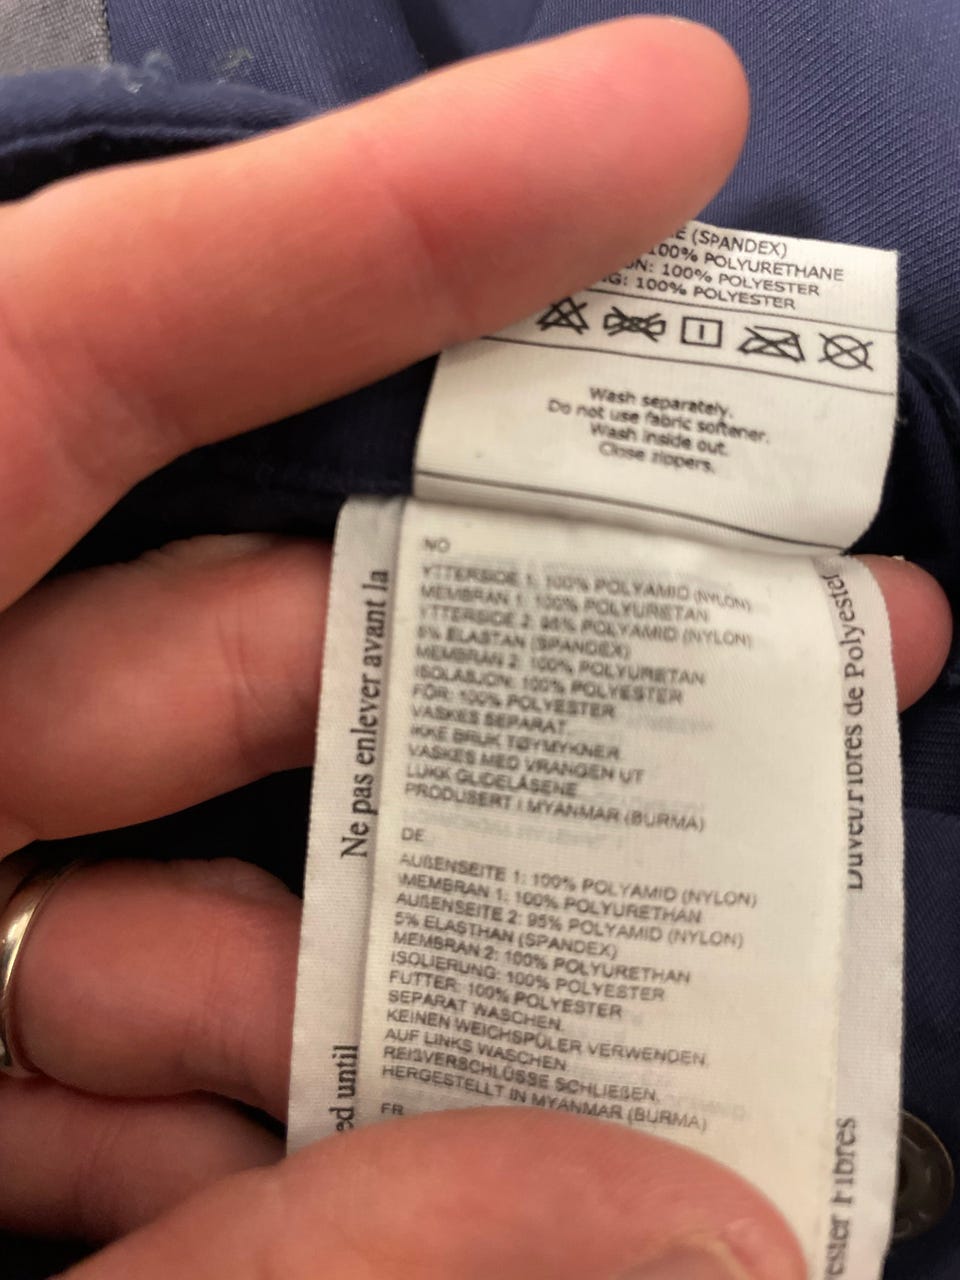 (SPANDEX)
100% POLYURETHANE
100% POLYESTER
100% POLYESTER
Wash separately.
Do not use fabric softener.
Wash inside out.
Close zippers.
NO
YTTERSIDE 1: 100% POLYAMID (NYLON)
MEMBRAN 1: 100% POLYURETAN
YTTERSIDE 2: 95% POLYAMID (NYLON)
5% ELASTAN (SPANDEX)
MEMBRAN 2: 100% POLYURETAN
ISOLASJON: 100% POLYESTER
FÔR: 100% POLYESTER
VASKES SEPARAT.
IKKE BRUK TØYMYKNER
VASKES MED VRANGEN UT
LUKK GLIDELÅSENE
PRODUSERT I MYANMAR (BURMA)
DE
AUßENSEITE 1: 100% POLYAMID (NYLON)
MEMBRAN 1: 100% POLYURETHAN
AUßENSEITE 2: 95% POLYAMID (NYLON)
5% ELASTHAN (SPANDEX)
MEMBRAN 2: 100% POLYURETHAN
ISOLIERUNG: 100% POLYESTER
FUTTER: 100% POLYESTER
SEPARAT WASCHEN.
KEINEN WEICHSPÜLER VERWENDEN.
AUF LINKS WASCHEN.
REIßVERSCHLÜSSE SCHLIEßEN.
HERGESTELLT IN MYANMAR (BURMA)
FR
Ne pas enlever avant la
ed until
Duvet/Fibres de Polyester
ester Fibres